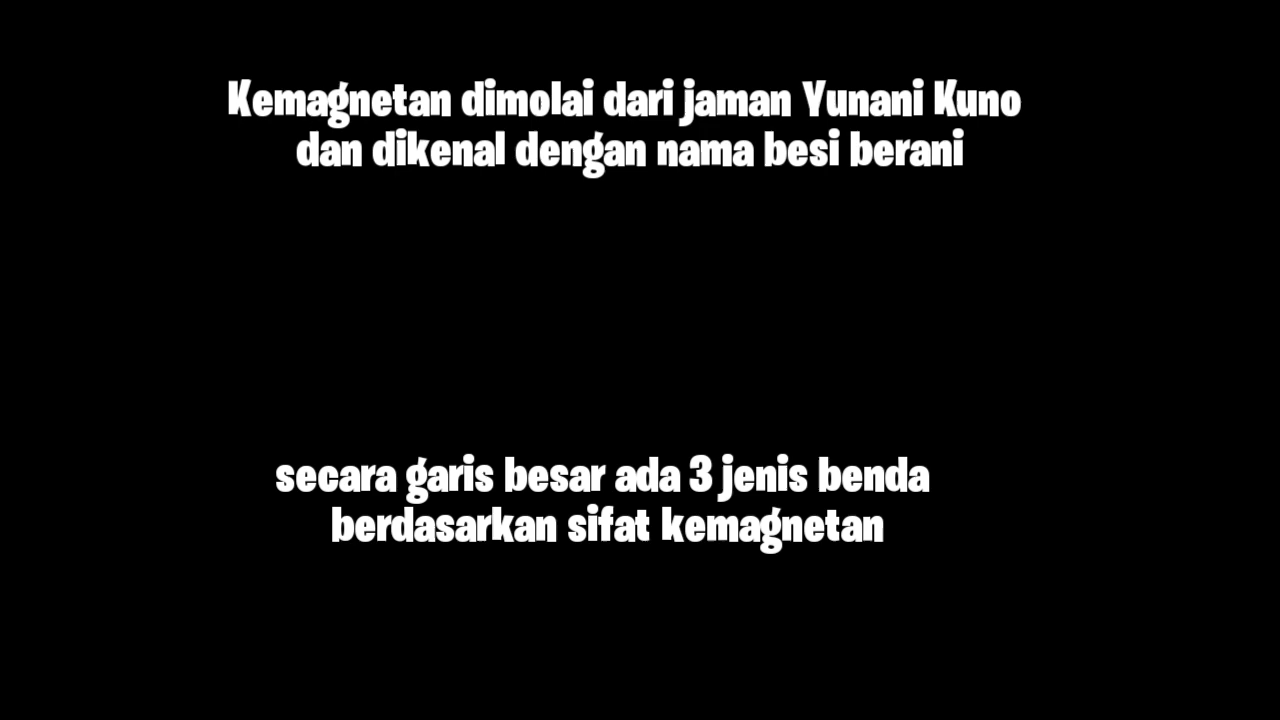 Kemagnetan dimolai dari jaman Yunani Kuno
dan dikenal dengan nama besi berani
secara garis besar ada 3 jenis benda
berdasarkan sifat kemagnetan